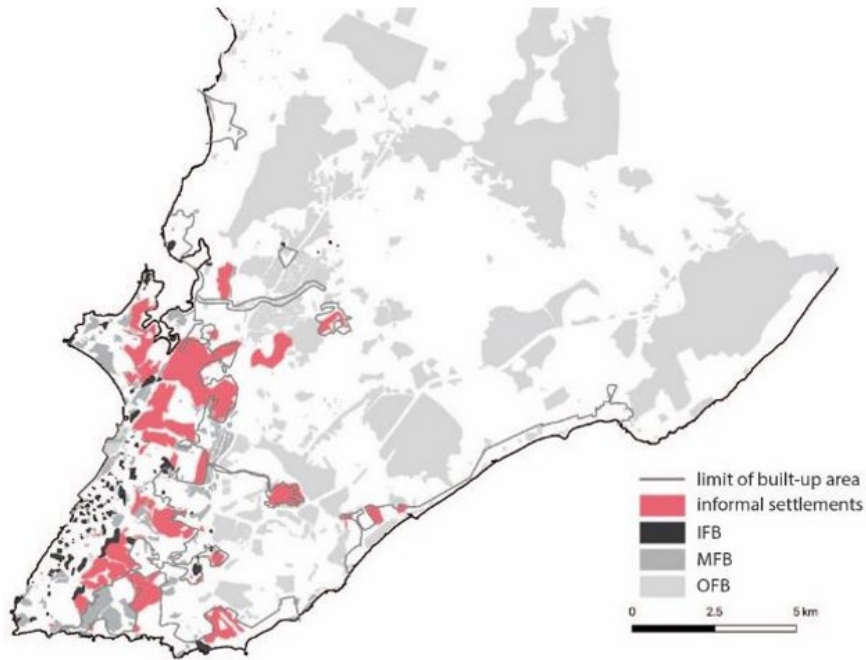 limit of built-up area
informal settlements
IFB
MFB
OFB
0 2.5 5 km